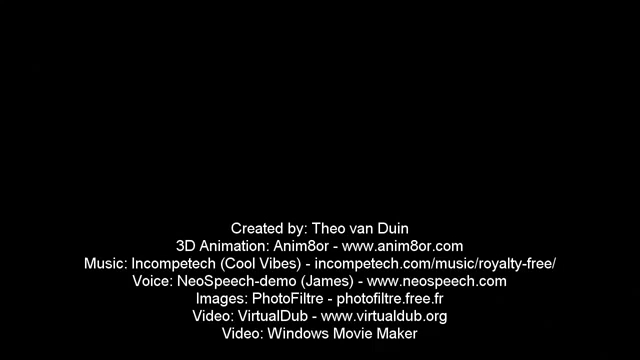 Created by: Theo van Duin
3D Animation: Anim8or - www.anim8or.com
Music: Incompetech (Cool Vibes) - incompetech.com/music/royalty-free/
Voice: NeoSpeech-demo (James) - www.neospeech.com
Images: PhotoFiltre - photofiltre.free.fr
Video: VirtualDub - www.virtualdub.org
Video: Windows Movie Maker